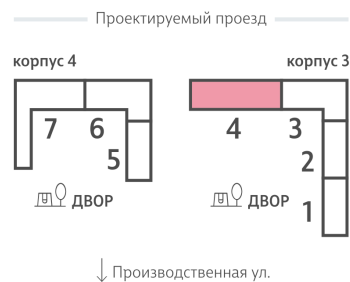 Проектируемый проезд
корпус 4
корпус 3
7 6
5
4 3
2
1
ДВОР
ДВОР
↓ Производственная ул.